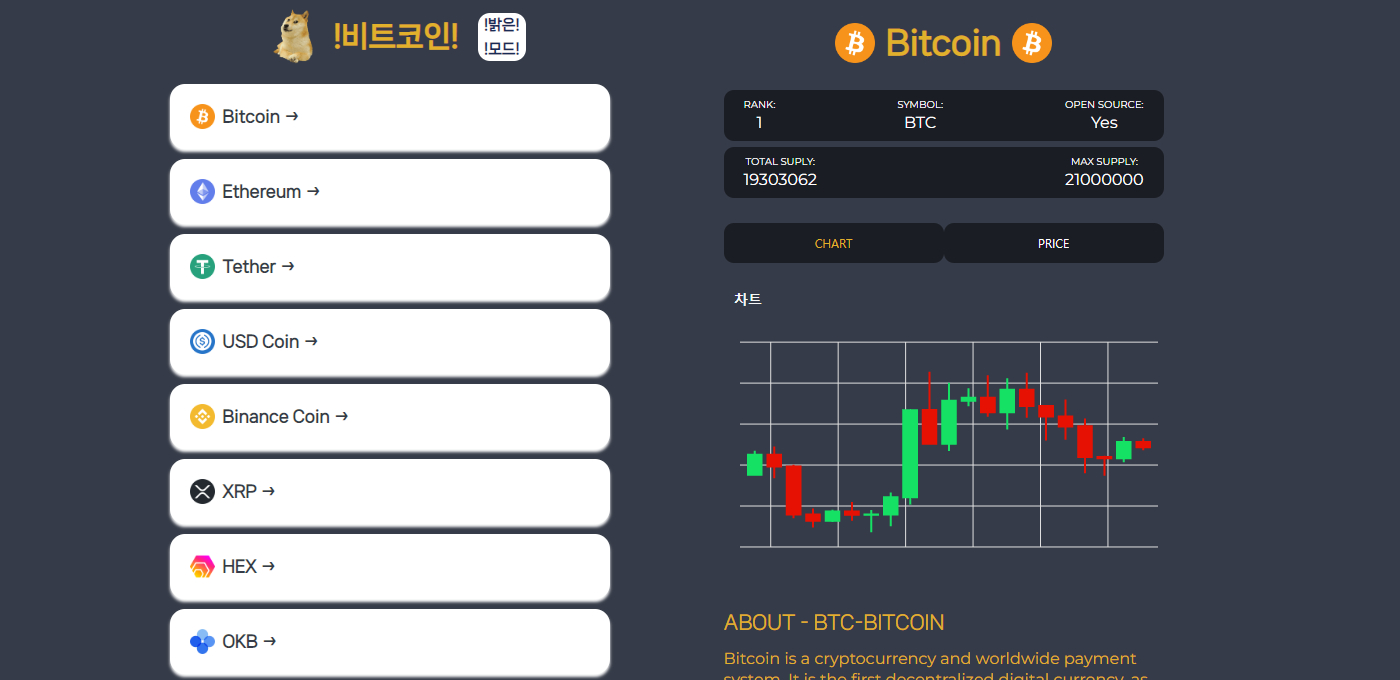 !비트코인!
!밝은!
!모드!
Bitcoin →
Ethereum →
Tether →
USD Coin →
Binance Coin →
XRP →
HEX →
OKB →
Bitcoin
RANK: SYMBOL: OPEN SOURCE:
1 BTC Yes
TOTAL SUPLY: MAX SUPPLY:
19303062 21000000
CHART PRICE
차트
ABOUT - BTC-BITCOIN
Bitcoin is a cryptocurrency and worldwide payment
system. It is the first decentralized digital currency, as